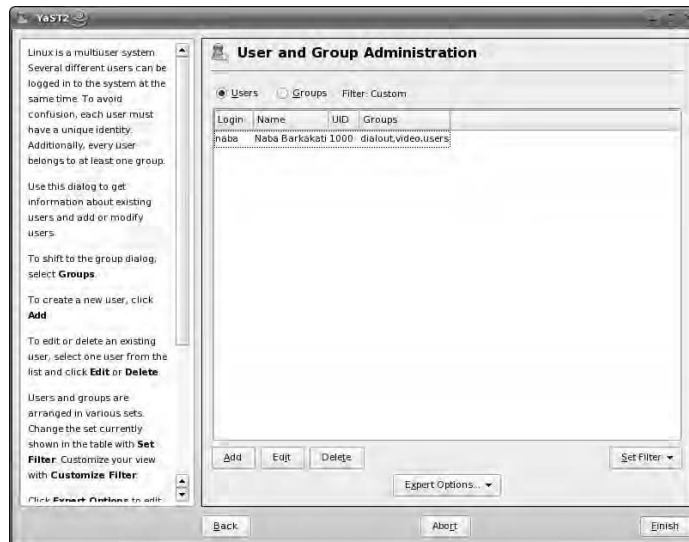 YaST2
Linux is a multiuser system.
Several different users can be
logged in to the system at the
same time. To avoid
confusion, each user must
have a unique identity.
Additionally, every user
belongs to at least one group.
Use this dialog to get
information about existing
users and add or modify
users.
To shift to the group dialog,
select Groups.
To create a new user, click
Add.
To edit or delete an existing
user, select one user from the
list and click Edit or Delete.
Users and groups are
arranged in various sets.
Change the set currently
shown in the table with Set
Filter. Customize your view
with Customize Filter.
Click Expert Options to edit
User and Group Administration
Users Groups Filter: Custom
Login Name UID Groups
naba Naba Barkakati 1000 dialout,video,users
Add Edit Delete Set Filter
Expert Options...
Back Abort Finish